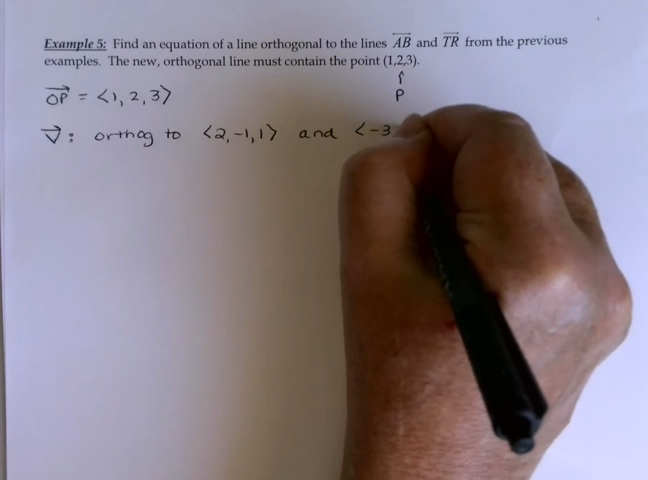 Example 5: Find an equation of a line orthogonal to the lines AB and TR from the previous
examples. The new, orthogonal line must contain the point (1,2,3).
↑
P
OP = <1, 2, 3>
V: orthog to <2, -1, 1> and <-3